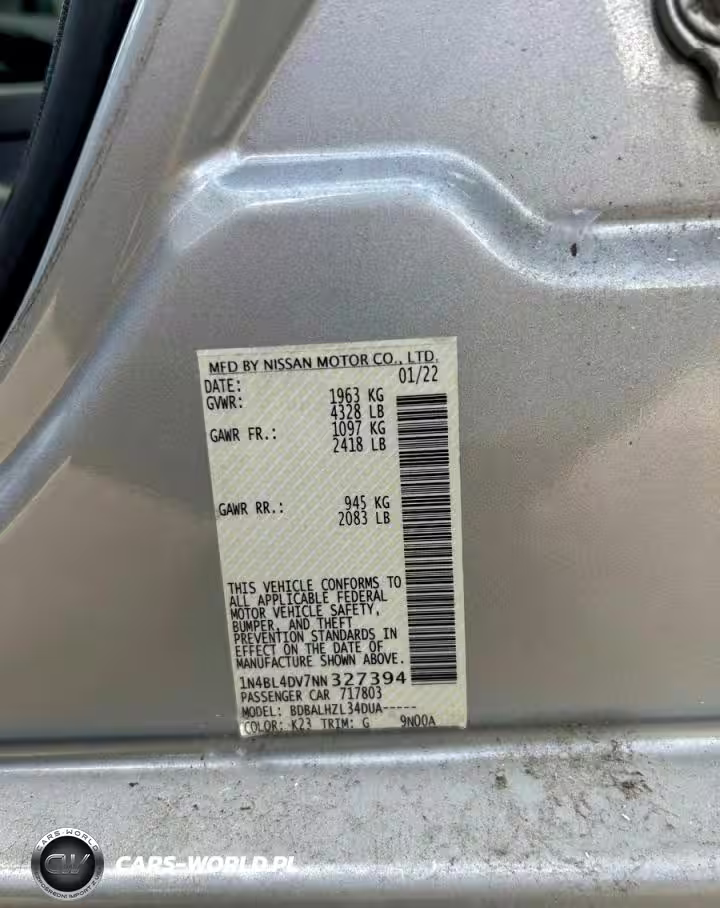 MFD BY NISSAN MOTOR CO., LTD.
DATE: 01/22
GVWR: 1963 KG
4328 LB
GAWR FR.: 1097 KG
2418 LB
GAWR RR.: 945 KG
2083 LB
THIS VEHICLE CONFORMS TO
ALL APPLICABLE FEDERAL
MOTOR VEHICLE SAFETY,
BUMPER, AND THEFT
PREVENTION STANDARDS IN
EFFECT ON THE DATE OF
MANUFACTURE SHOWN ABOVE.
1N4BL4DV7NN327394
PASSENGER CAR 717803
MODEL: BDBALHZL34DUA-----
COLOR: K23 TRIM: G 9N00A
CARS-WORLD
CW
CARS-WORLD.PL